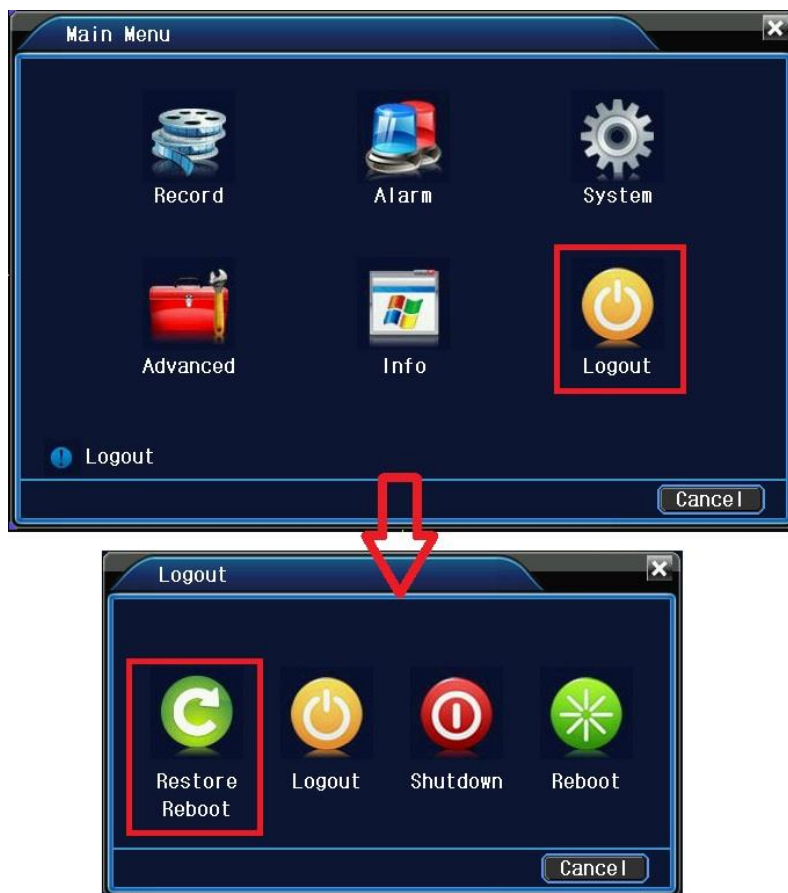 Main Menu
Record
Alarm
System
Advanced
Info
Logout
Logout
Cancel
Logout
Restore
Reboot
Logout
Shutdown
Reboot
Cancel